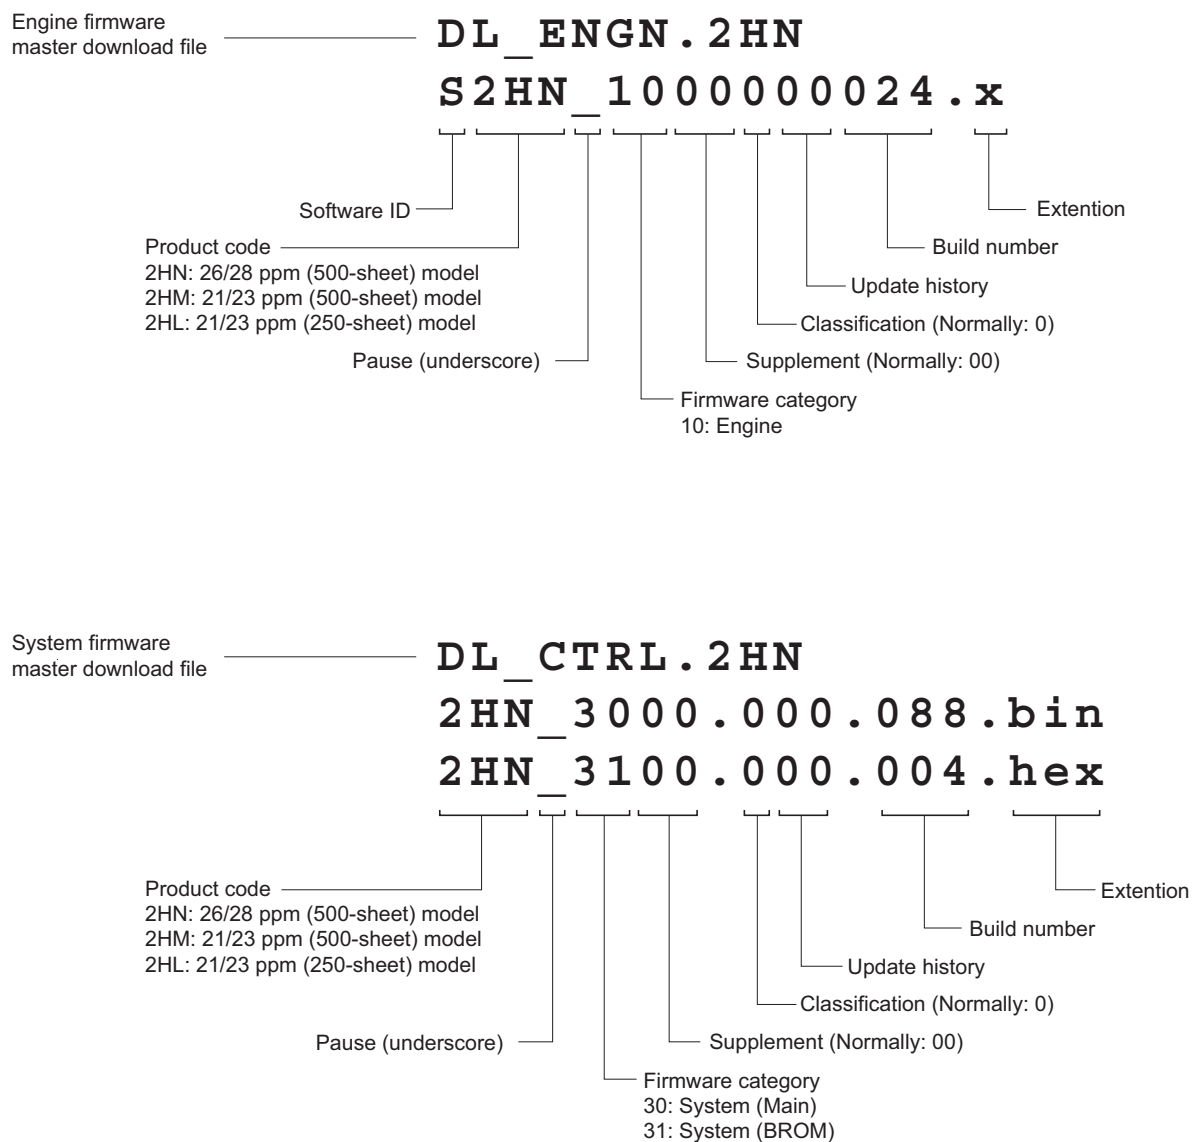 Engine firmware
master download file
DL_ENGN.2HN
S2HN_1000000024.x
Software ID
Extention
Product code
Build number
2HN: 26/28 ppm (500-sheet) model
2HM: 21/23 ppm (500-sheet) model
Update history
2HL: 21/23 ppm (250-sheet) model
Classification (Normally: 0)
Pause (underscore)
Supplement (Normally: 00)
Firmware category
10: Engine
System firmware
master download file
DL_CTRL.2HN
2HN_3000.000.088.bin
2HN_3100.000.004.hex
Product code
Extention
2HN: 26/28 ppm (500-sheet) model
2HM: 21/23 ppm (500-sheet) model
Build number
2HL: 21/23 ppm (250-sheet) model
Update history
Classification (Normally: 0)
Pause (underscore)
Supplement (Normally: 00)
Firmware category
30: System (Main)
31: System (BROM)